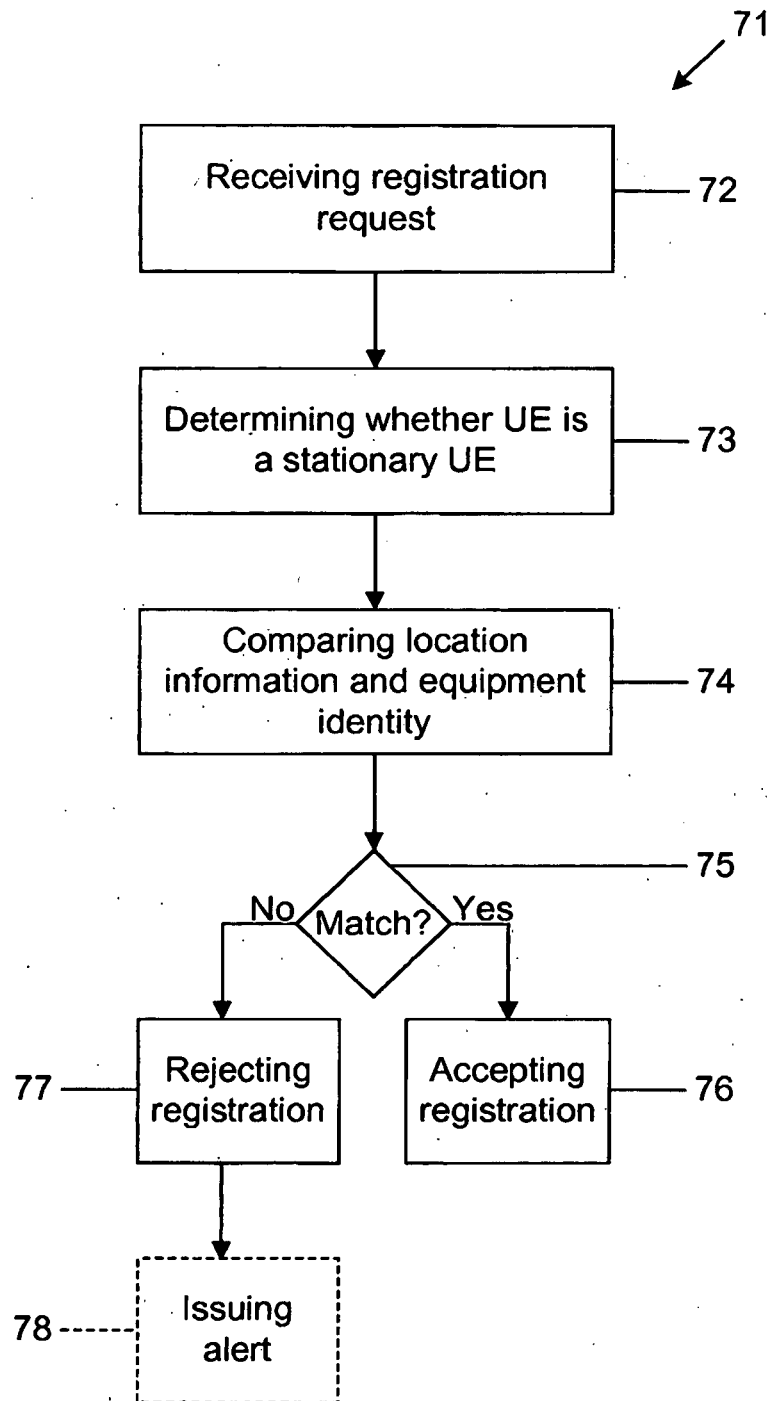 71
Receiving registration
request
72
Determining whether UE is
a stationary UE
73
Comparing location
information and equipment
identity
74
75
No
Match?
Yes
77
Rejecting
registration
Accepting
registration
76
78
Issuing
alert